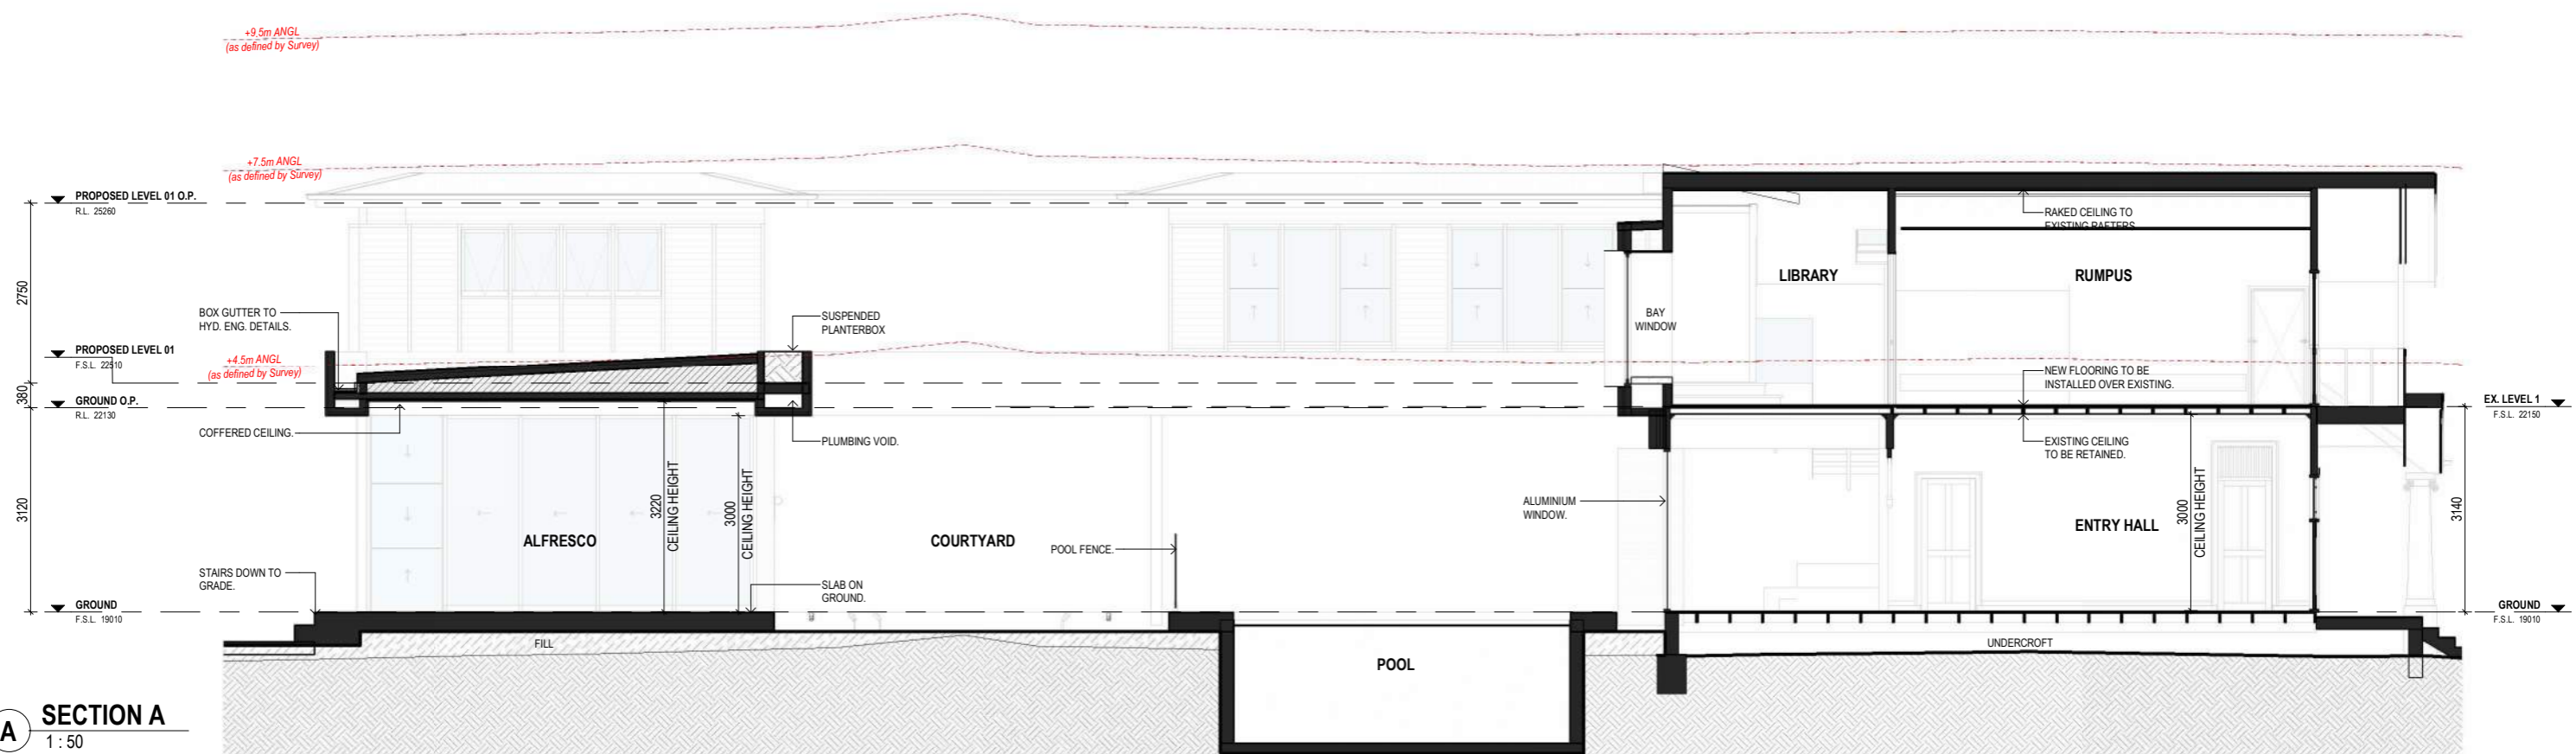 +9.5m ANGL
(as defined by Survey)
+7.5m ANGL
(as defined by Survey)
PROPOSED LEVEL 01 O.P.
R.L. 25260
RAKED CEILING TO
EXISTING RAFTERS
LIBRARY
RUMPUS
2750
BOX GUTTER TO
HYD. ENG. DETAILS.
SUSPENDED
PLANTERBOX
BAY
WINDOW
PROPOSED LEVEL 01
F.S.L. 22510
+4.5m ANGL
(as defined by Survey)
NEW FLOORING TO BE
INSTALLED OVER EXISTING.
380
GROUND O.P.
R.L. 22130
EX. LEVEL 1
F.S.L. 22150
COFFERED CEILING.
PLUMBING VOID.
EXISTING CEILING
TO BE RETAINED.
3120
3220
CEILING HEIGHT
3000
CEILING HEIGHT
ALUMINIUM
WINDOW.
3000
CEILING HEIGHT
3140
ALFRESCO
COURTYARD
POOL FENCE.
ENTRY HALL
STAIRS DOWN TO
GRADE.
SLAB ON
GROUND.
GROUND
F.S.L. 19010
GROUND
F.S.L. 19010
FILL
UNDERCROFT
POOL
A
SECTION A
1 : 50